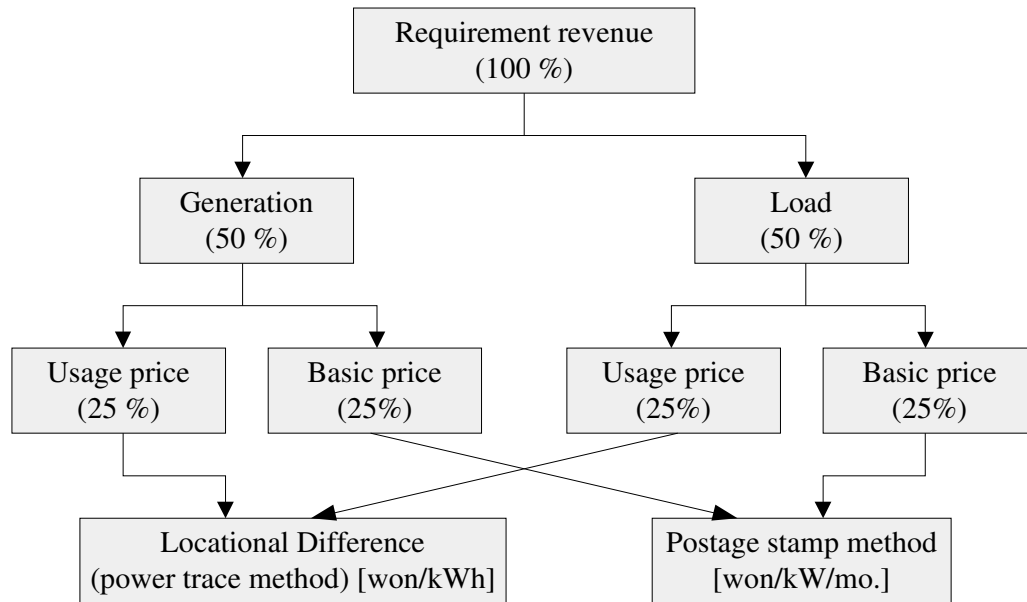 Requirement revenue
(100 %)
Generation
(50 %)
Load
(50 %)
Usage price
(25 %)
Basic price
(25%)
Usage price
(25%)
Basic price
(25%)
Locational Difference
(power trace method) [won/kWh]
Postage stamp method
[won/kW/mo.]